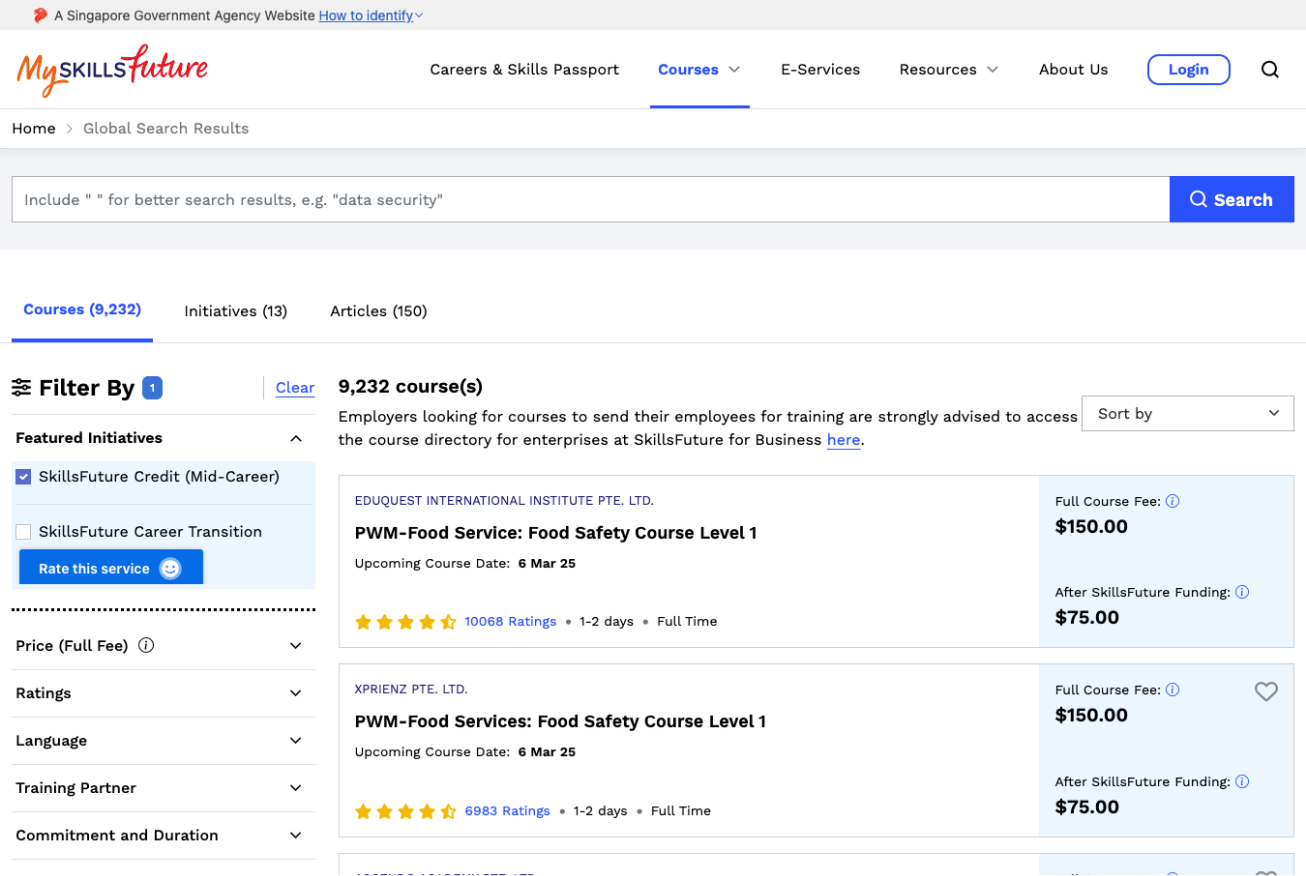 A Singapore Government Agency Website How to identify
My SKILLS future
Careers & Skills Passport
Courses
E-Services
Resources
About Us
Login
Home
Global Search Results
Include " " for better search results, e.g. "data security"
Search
Courses (9,232)
Initiatives (13)
Articles (150)
Filter By 1
Clear
Featured Initiatives
SkillsFuture Credit (Mid-Career)
SkillsFuture Career Transition
Rate this service
Price (Full Fee)
Ratings
Language
Training Partner
Commitment and Duration
9,232 course(s)
Employers looking for courses to send their employees for training are strongly advised to access
the course directory for enterprises at SkillsFuture for Business here.
Sort by
EDUQUEST INTERNATIONAL INSTITUTE PTE. LTD.
PWM-Food Service: Food Safety Course Level 1
Upcoming Course Date: 6 Mar 25
10068 Ratings • 1-2 days • Full Time
Full Course Fee:
$150.00
After SkillsFuture Funding:
$75.00
XPRIENZ PTE. LTD.
PWM-Food Services: Food Safety Course Level 1
Upcoming Course Date: 6 Mar 25
6983 Ratings • 1-2 days • Full Time
Full Course Fee:
$150.00
After SkillsFuture Funding:
$75.00